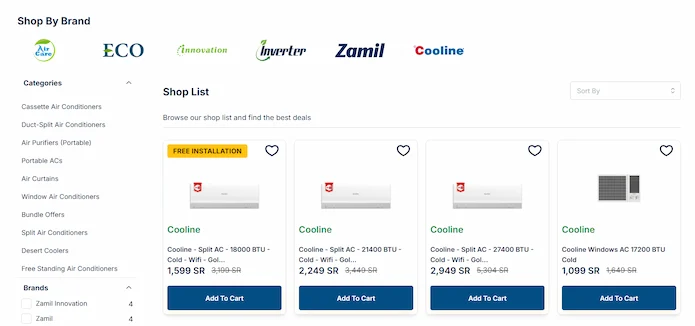 Shop By Brand
Air Care
ECO
innovation
inverter
Zamil
Cooline
Categories
Cassette Air Conditioners
Duct-Split Air Conditioners
Air Purifiers (Portable)
Portable ACs
Air Curtains
Window Air Conditioners
Bundle Offers
Split Air Conditioners
Desert Coolers
Free Standing Air Conditioners
Brands
Zamil Innovation 4
Zamil 4
Shop List
Sort By
Browse our shop list and find the best deals
FREE INSTALLATION
Cooline
Cooline - Split AC - 18000 BTU -
Cold - Wifi - Gol...
1,599 SR 3,199 SR
Add To Cart
Cooline
Cooline - Split AC - 21400 BTU -
Cold - Wifi - Gol...
2,249 SR 3,449 SR
Add To Cart
Cooline
Cooline - Split AC - 27400 BTU -
Cold - Wifi - Gol...
2,949 SR 5,304 SR
Add To Cart
Cooline
Cooline Windows AC 17200 BTU
Cold
1,099 SR 1,649 SR
Add To Cart